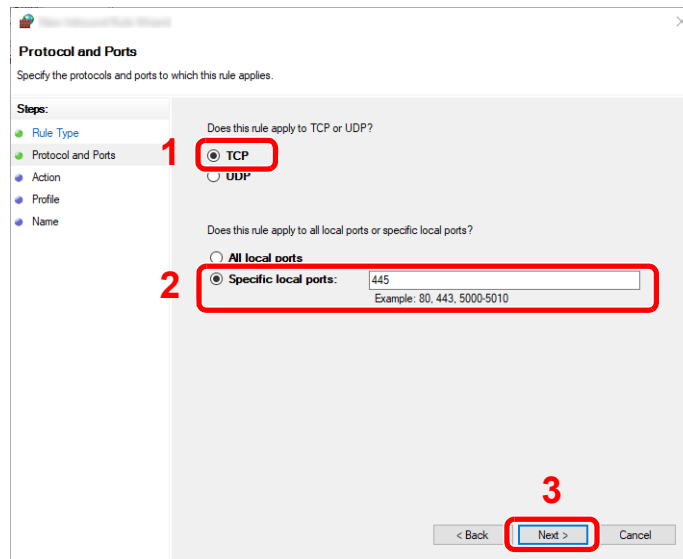 Protocol and Ports
Specify the protocols and ports to which this rule applies.
Steps:
Rule Type
Protocol and Ports
Action
Profile
Name
Does this rule apply to TCP or UDP?
1
TCP
UDP
Does this rule apply to all local ports or specific local ports?
All local ports
2
Specific local ports:
445
Example: 80, 443, 5000-5010
3
< Back
Next >
Cancel